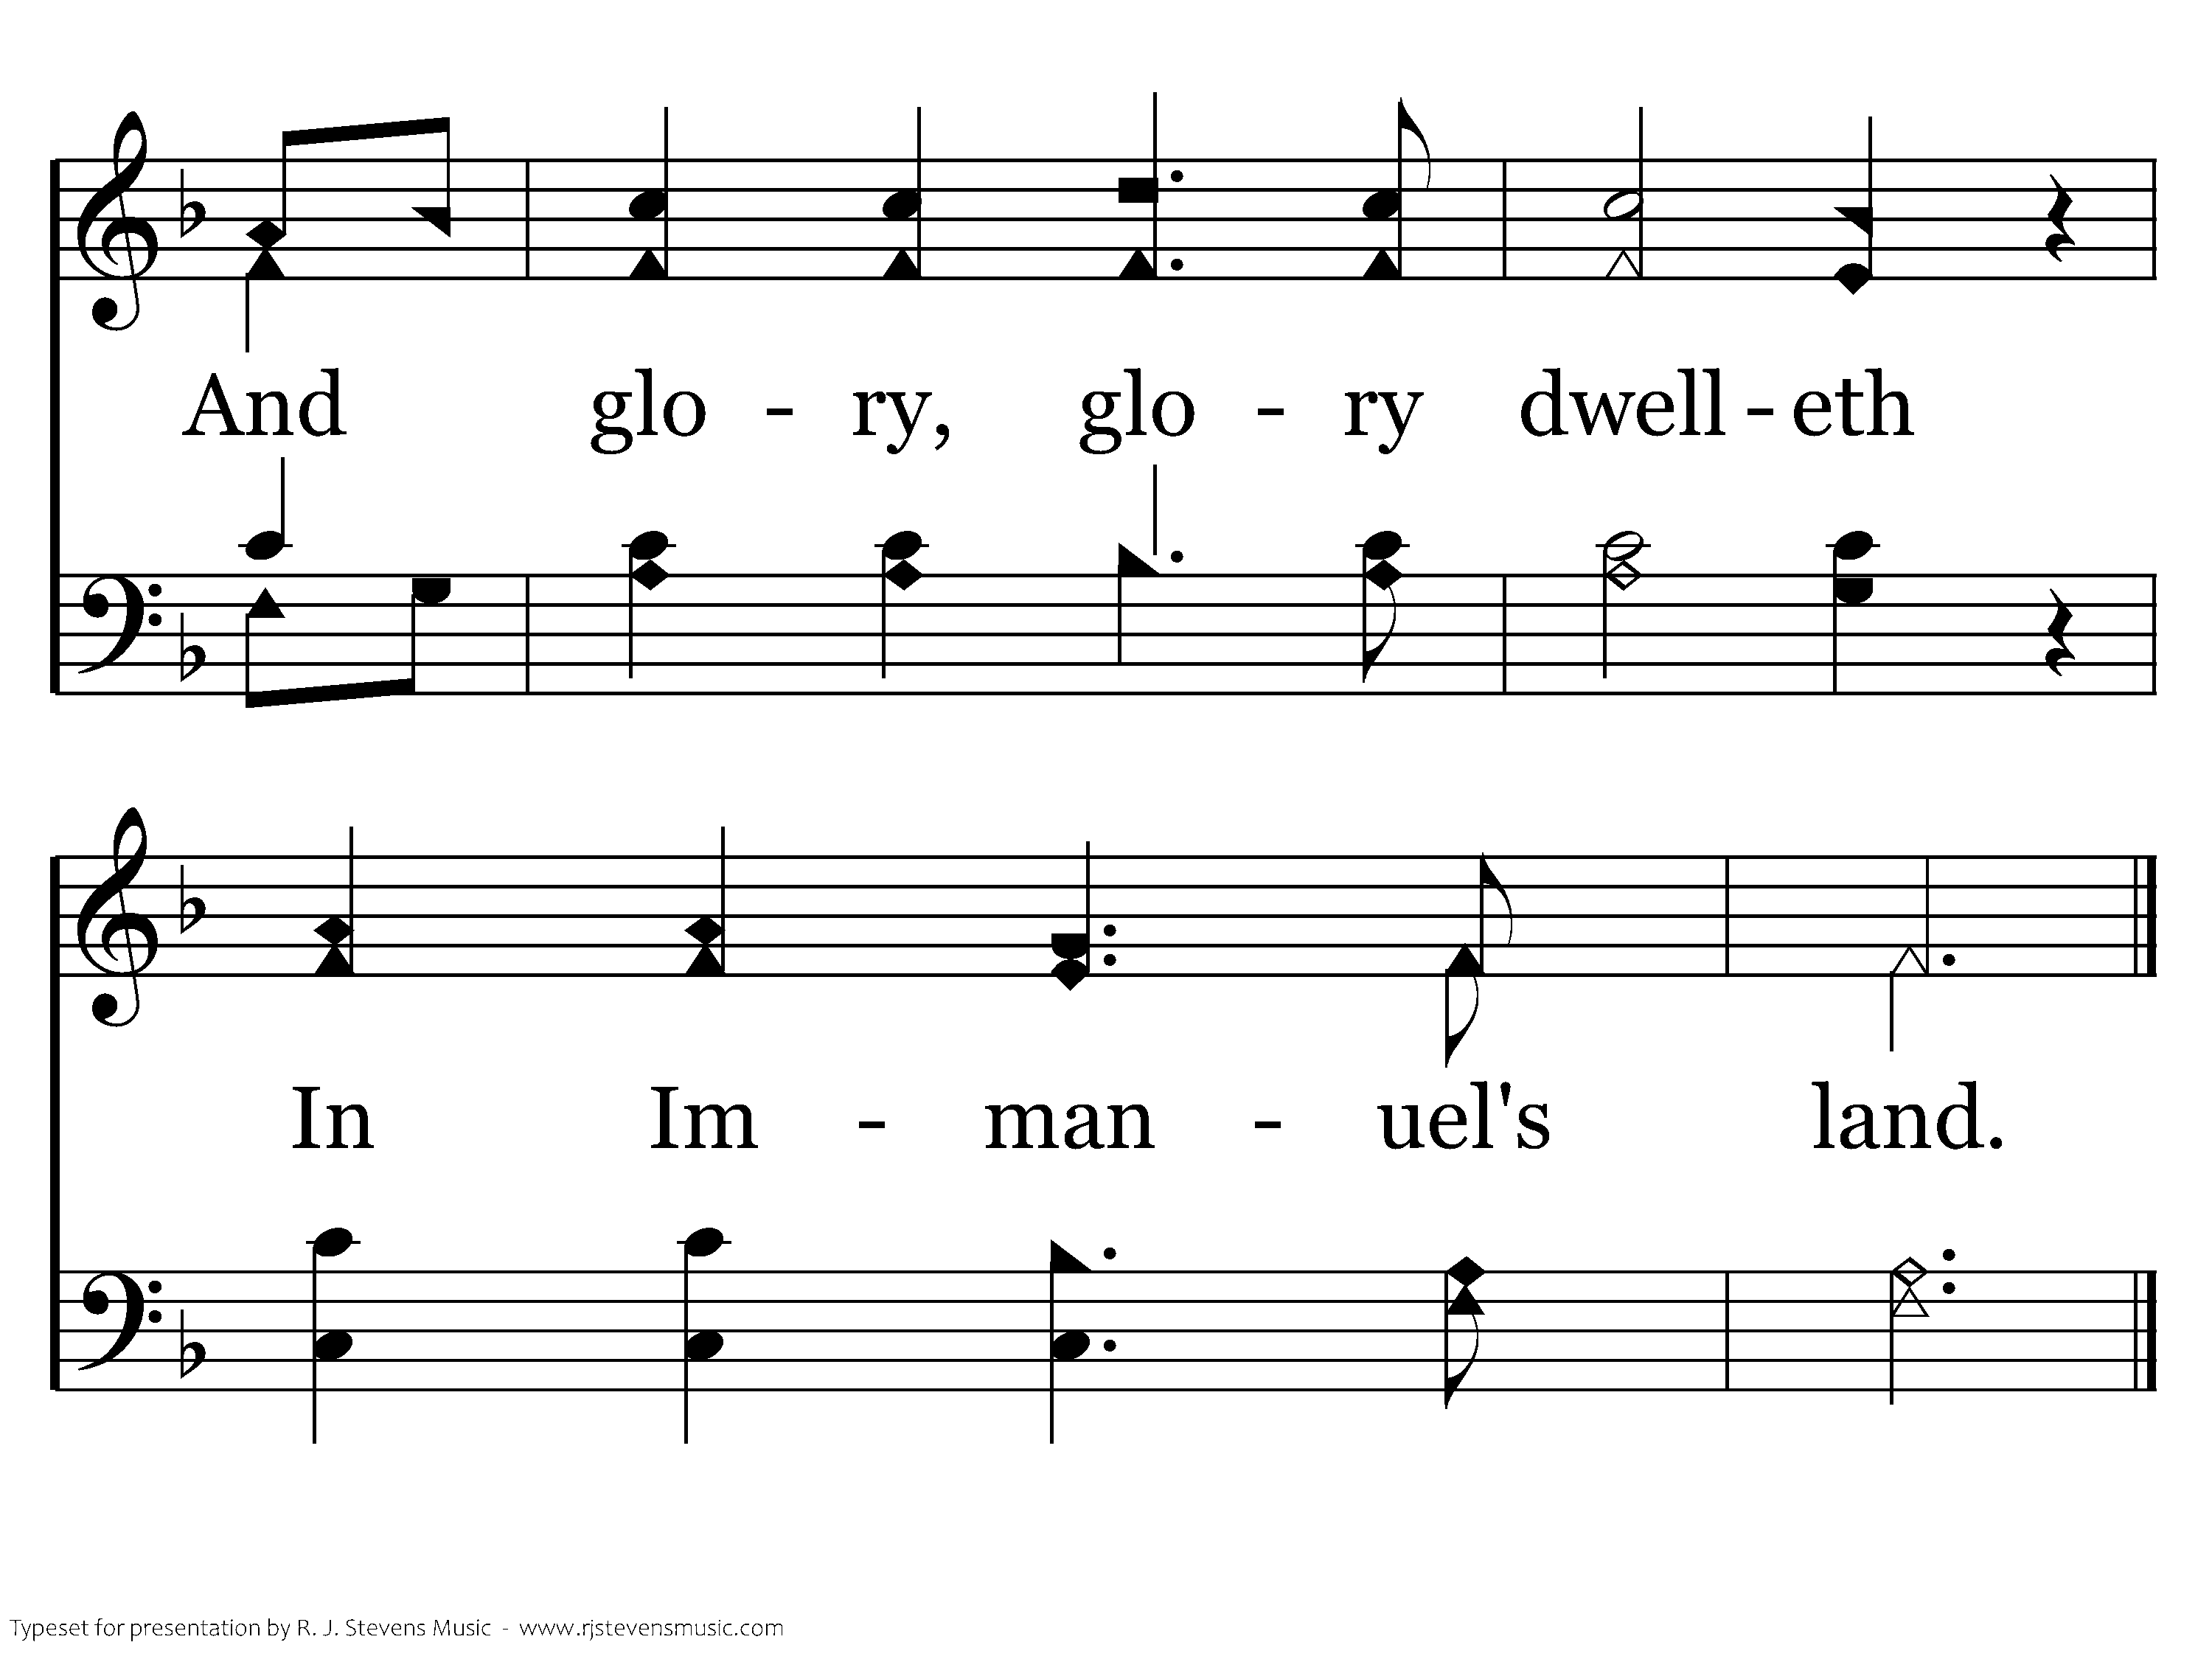 And glo - ry, glo - ry dwell - eth
In Im - man - uel's land.
Typeset for presentation by R. J. Stevens Music - www.rjstevensmusic.com